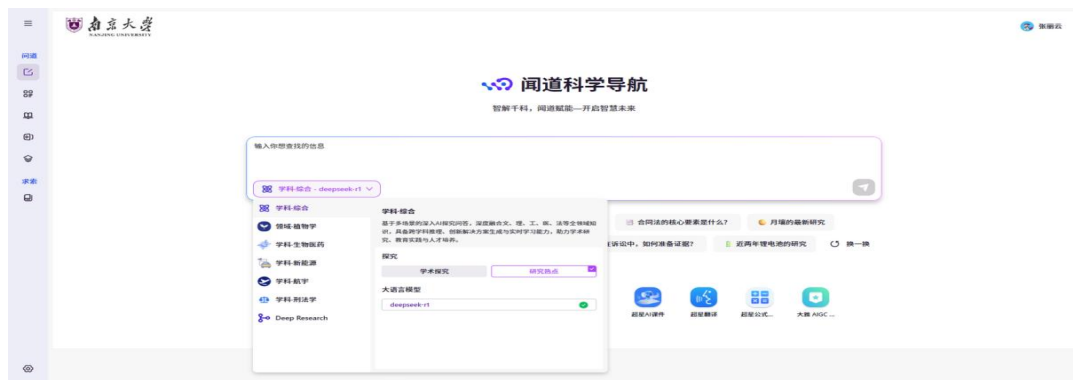 南京大学
NANJING UNIVERSITY
张丽云
问道
求索
闻道科学导航
智解千科,闻道赋能—开启智慧未来
输入你想查找的信息
学科-综合 - deepseek-r1
学科-综合
领域-植物学
学科-生物医药
学科-新能源
学科-航宇
学科-刑法学
Deep Research
学科-综合
基于多场景的深入AI探究问答,深度融合文、理、工、医、法等全领域知
识,具备跨学科推理、创新解决方案生成与实时学习能力,助力学术研
究、教育实践与人才培养。
探究
学术探究
研究热点
大语言模型
deepseek-r1
合同法的核心要素是什么?
月壤的最新研究
诉讼中,如何准备证据?
近两年锂电池的研究
换一换
超星AI课件
超星翻译
超星公式...
大雅 AIGC ...